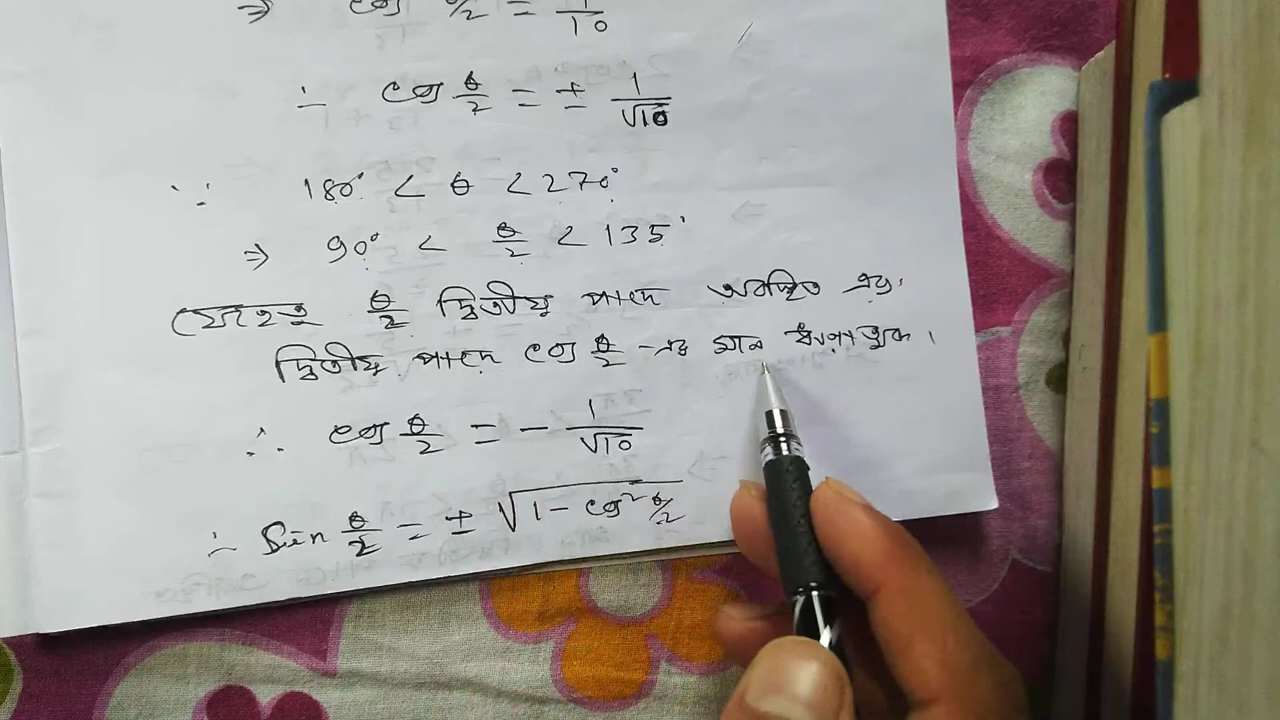 ⇒ cos θ/2 = 1/10
∴ cos θ/2 = ± 1/√10
∵ 180° < θ < 270°
⇒ 90° < θ/2 < 135°
যেহেতু θ/2 দ্বিতীয় পাদে অবস্থিত এবং
দ্বিতীয় পাদে cos θ/2 -এর মান ঋণাত্মক।
∴ cos θ/2 = - 1/√10
∴ Sin θ/2 = ± √1 - cos² θ/2